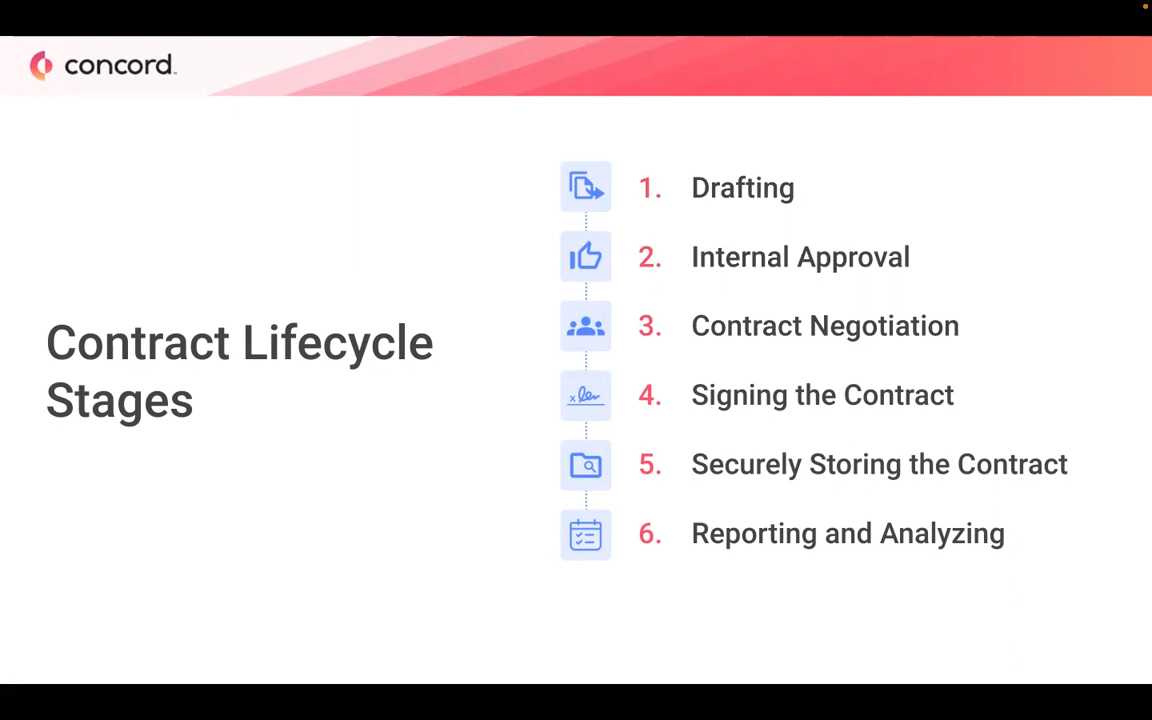 concord™
Contract Lifecycle
Stages
1. Drafting
2. Internal Approval
3. Contract Negotiation
4. Signing the Contract
5. Securely Storing the Contract
6. Reporting and Analyzing